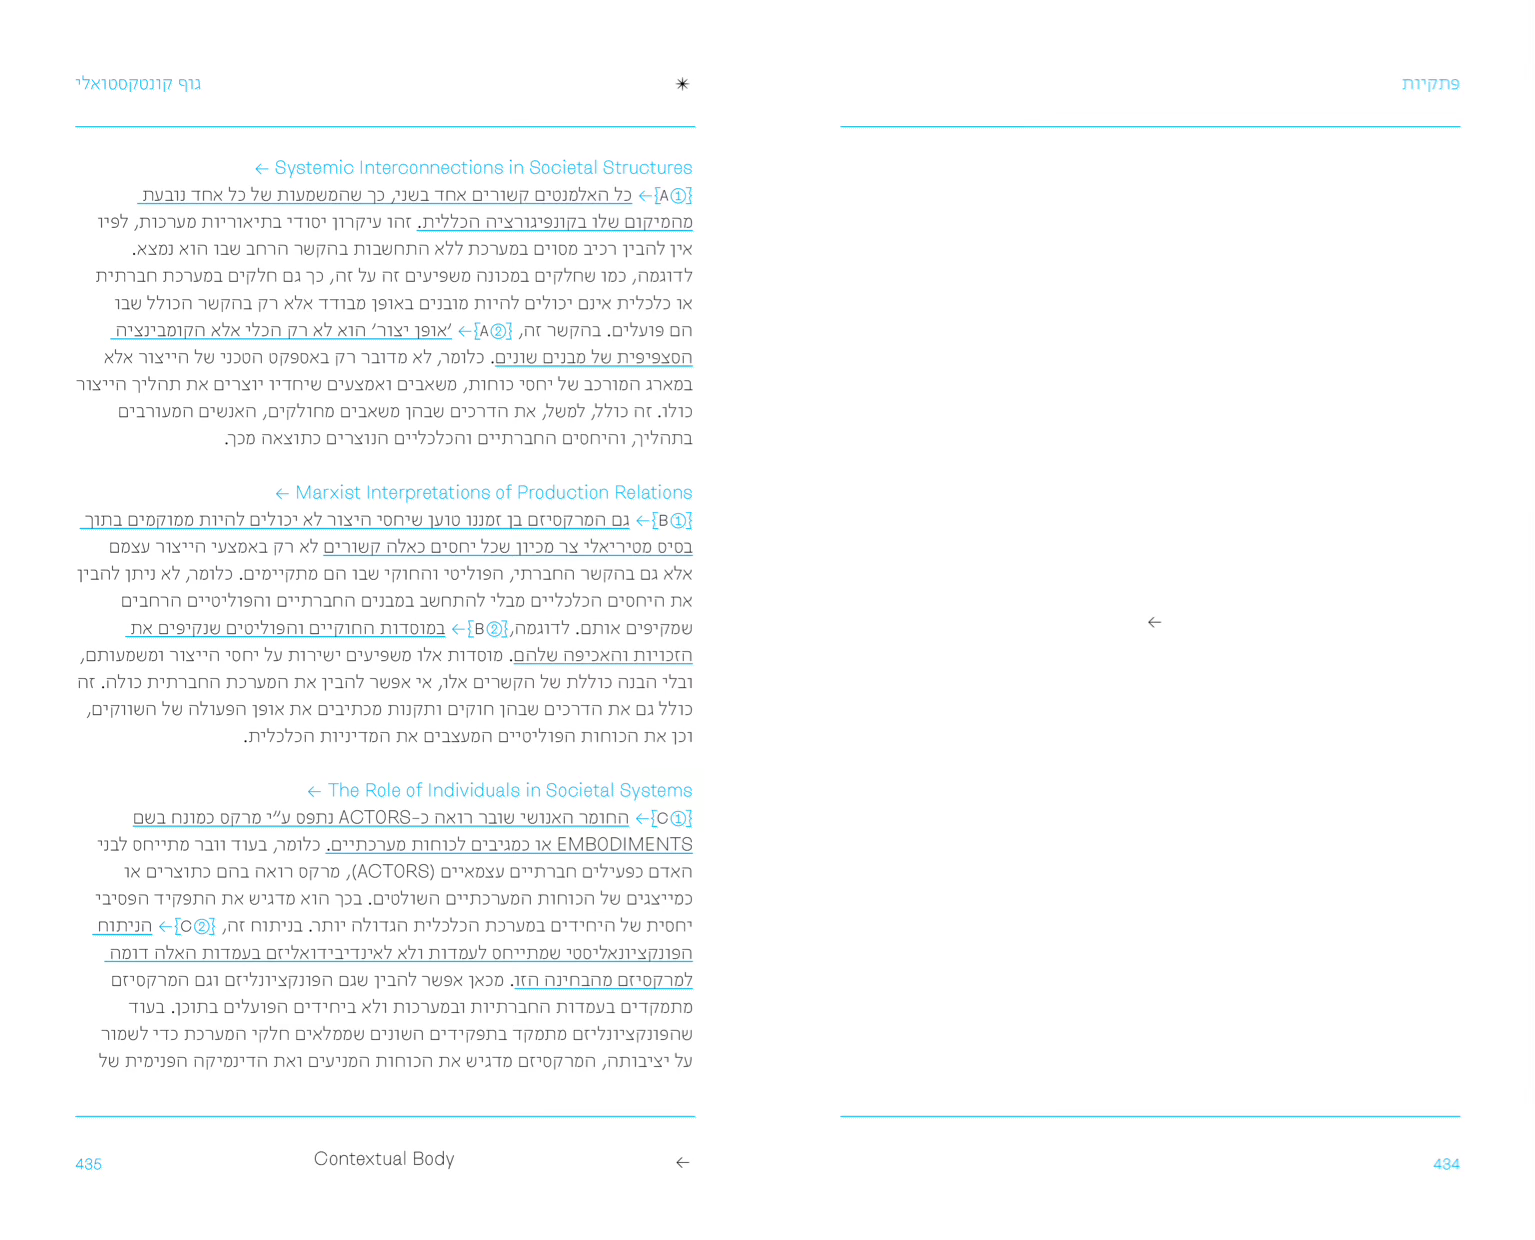 פתקיות
←
434
גוף קונטקסטואלי
✴
← Systemic Interconnections in Societal Structures
{A①}← כל האלמנטים קשורים אחד בשני, כך שהמשמעות של כל אחד נובעת
מהמיקום שלו בקונפיגורציה הכללית. זהו עיקרון יסודי בתיאוריות מערכות, לפיו
אין להבין רכיב מסוים במערכת ללא התחשבות בהקשר הרחב שבו הוא נמצא.
לדוגמה, כמו שחלקים במכונה משפיעים זה על זה, כך גם חלקים במערכת חברתית
או כלכלית אינם יכולים להיות מובנים באופן מבודד אלא רק בהקשר הכולל שבו
הם פועלים. בהקשר זה, {A②}← 'אופן יצור' הוא לא רק הכלי אלא הקומבינציה
הספציפית של מבנים שונים. כלומר, לא מדובר רק באספקט הטכני של הייצור אלא
במארג המורכב של יחסי כוחות, משאבים ואמצעים שיחדיו יוצרים את תהליך הייצור
כולו. זה כולל, למשל, את הדרכים שבהן משאבים מחולקים, האנשים המעורבים
בתהליך, והיחסים החברתיים והכלכליים הנוצרים כתוצאה מכך.
← Marxist Interpretations of Production Relations
{B①}← גם המרקסיזם בן זמננו טוען שיחסי היצור לא יכולים להיות ממוקמים בתוך
בסיס מטיריאלי צר מכיון שכל יחסים כאלה קשורים לא רק באמצעי הייצור עצמם
אלא גם בהקשר החברתי, הפוליטי והחוקי שבו הם מתקיימים. כלומר, לא ניתן להבין
את היחסים הכלכליים מבלי להתחשב במבנים החברתיים והפוליטיים הרחבים
שמקיפים אותם. לדוגמה,{B②}← במוסדות החוקיים והפוליטים שנקיפים את
הזכויות והאכיפה שלהם. מוסדות אלו משפיעים ישירות על יחסי הייצור ומשמעותם,
ובלי הבנה כוללת של הקשרים אלו, אי אפשר להבין את המערכת החברתית כולה. זה
כולל גם את הדרכים שבהן חוקים ותקנות מכתיבים את אופן הפעולה של השווקים,
וכן את הכוחות הפוליטיים המעצבים את המדיניות הכלכלית.
← The Role of Individuals in Societal Systems
{C①}← החומר האנושי שובר רואה כ-ACTORS נתפס ע"י מרקס כמונח בשם
EMBODIMENTS או כמגיבים לכוחות מערכתיים. כלומר, בעוד וובר מתייחס לבני
האדם כפעילים חברתיים עצמאיים (ACTORS), מרקס רואה בהם כתוצרים או
כמייצגים של הכוחות המערכתיים השולטים. בכך הוא מדגיש את התפקיד הפסיבי
יחסית של היחידים במערכת הכלכלית הגדולה יותר. בניתוח זה, {C②}← הניתוח
הפונקציונאליסטי שמתייחס לעמדות ולא לאינדיבידואליזם בעמדות האלה דומה
למרקסיזם מהבחינה הזו. מכאן אפשר להבין שגם הפונקציונליזם וגם המרקסיזם
מתמקדים בעמדות החברתיות ובמערכות ולא ביחידים הפועלים בתוכן. בעוד
שהפונקציונליזם מתמקד בתפקידים השונים שממלאים חלקי המערכת כדי לשמור
על יציבותה, המרקסיזם מדגיש את הכוחות המניעים ואת הדינמיקה הפנימית של
←
Contextual Body
435